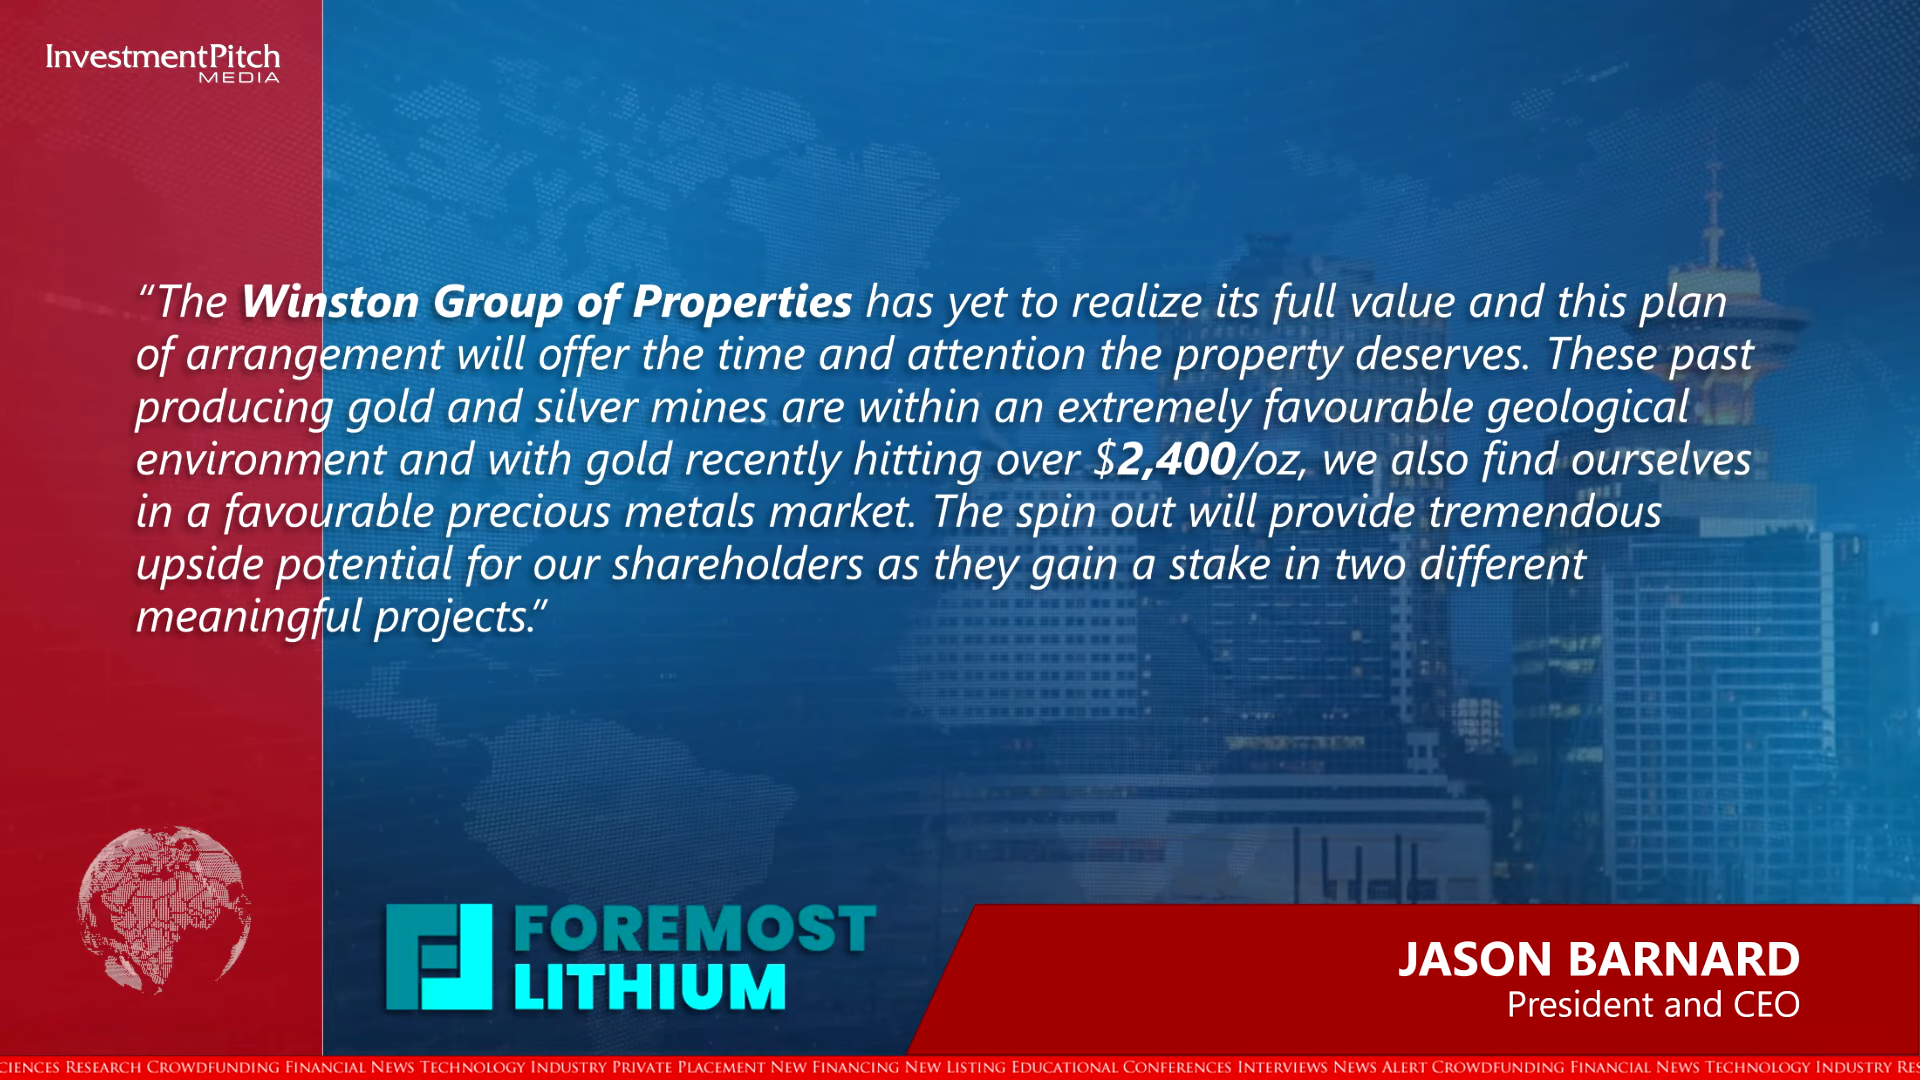 InvestmentPitch
MEDIA
“The Winston Group of Properties has yet to realize its full value and this plan
of arrangement will offer the time and attention the property deserves. These past
producing gold and silver mines are within an extremely favourable geological
environment and with gold recently hitting over $2,400/oz, we also find ourselves
in a favourable precious metals market. The spin out will provide tremendous
upside potential for our shareholders as they gain a stake in two different
meaningful projects.”
FOREMOST
LITHIUM
JASON BARNARD
President and CEO
CIENCES RESEARCH CROWDFUNDING FINANCIAL NEWS TECHNOLOGY INDUSTRY PRIVATE PLACEMENT NEW FINANCING NEW LISTING EDUCATIONAL CONFERENCES INTERVIEWS NEWS ALERT CROWDFUNDING FINANCIAL NEWS TECHNOLOGY INDUSTRY RES